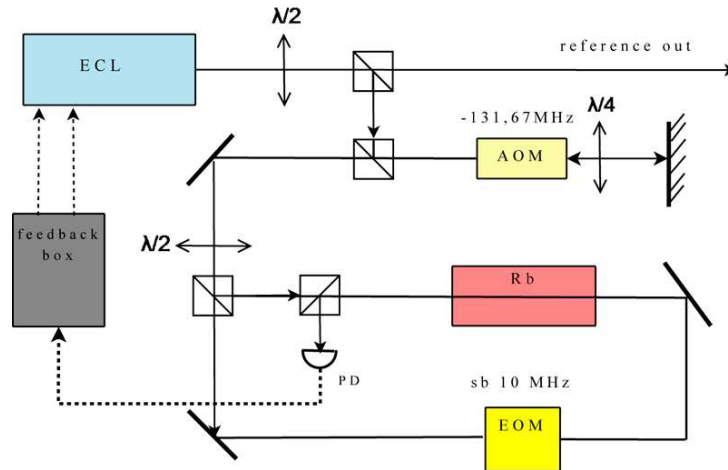 λ/2
ECL
reference out
-131,67MHz
λ/4
AOM
feedback
box
λ/2
Rb
PD
sb 10 MHz
EOM